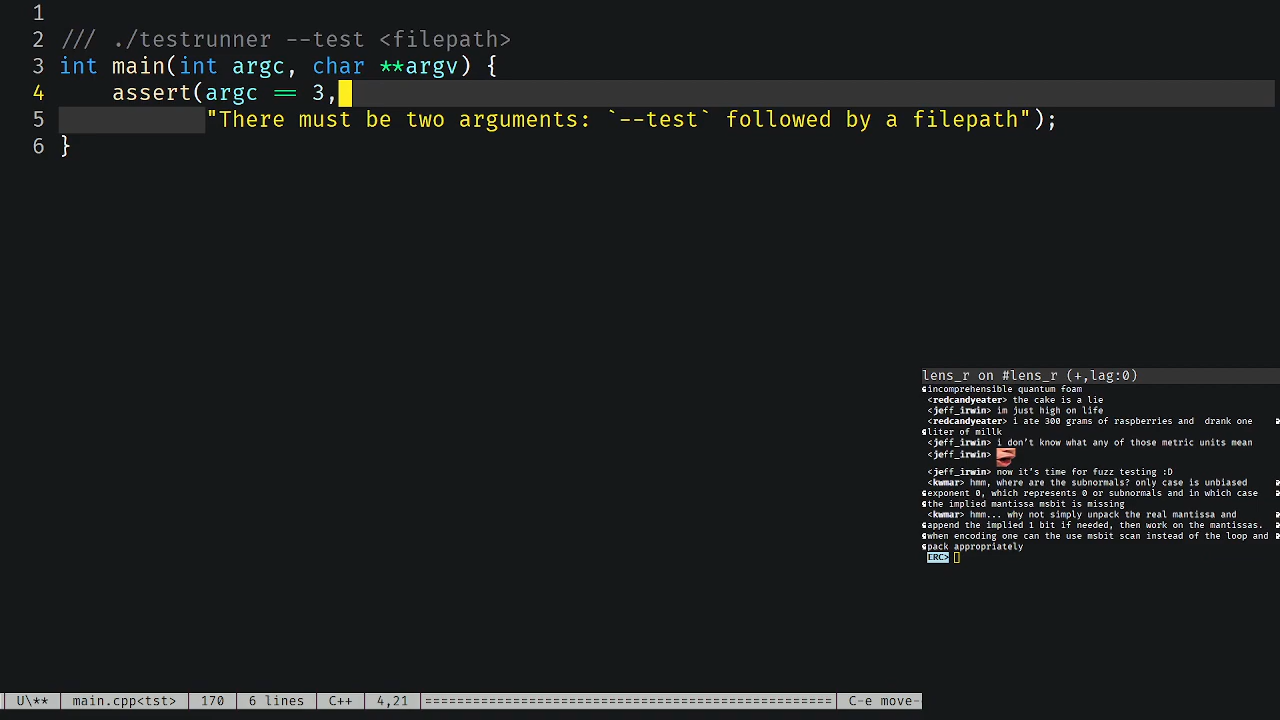 1
2 /// ./testrunner --test <filepath>
3 int main(int argc, char **argv) {
4 assert(argc == 3,
5 "There must be two arguments: `--test` followed by a filepath");
6 }
lens_r on #lens_r (+,lag:0)
incomprehensible quantum foam
<redcandyeater> the cake is a lie
<jeff_irwin> im just high on life
<redcandyeater> i ate 300 grams of raspberries and drank one
liter of millk
<jeff_irwin> i don't know what any of those metric units mean
<jeff_irwin>
<jeff_irwin> now it's time for fuzz testing :D
<kwmar> hmm, where are the subnormals? only case is unbiased
exponent 0, which represents 0 or subnormals and in which case
the implied mantissa msbit is missing
<kwmar> hmm... why not simply unpack the real mantissa and
append the implied 1 bit if needed, then work on the mantissas.
when encoding one can the use msbit scan instead of the loop and
pack appropriately
ERC>
U\** main.cpp<tst> 170 6 lines C++ 4,21 =============================================== C-e move-